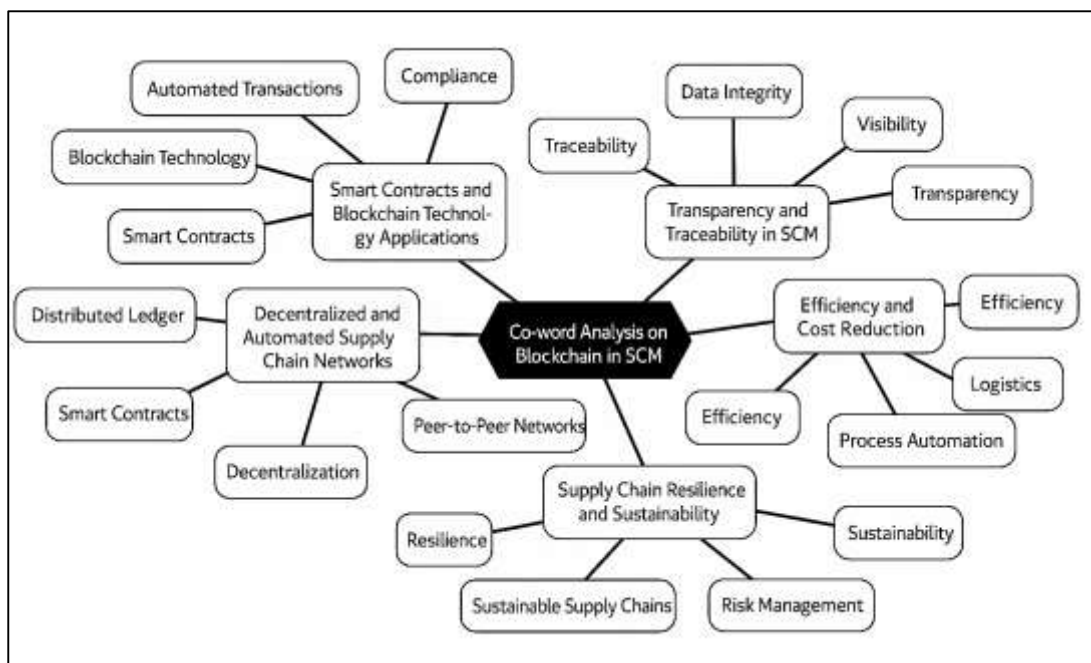 Compliance
Automated Transactions
Blockchain Technology
Smart Contracts
Smart Contracts and
Blockchain Technol-
gy Applications
Data Integrity
Visibility
Traceability
Transparency
Transparency and
Traceability in SCM
Distributed Ledger
Decentralized and
Automated Supply
Chain Networks
Smart Contracts
Decentralization
Peer-to-Peer Networks
Co-word Analysis on
Blockchain in SCM
Efficiency and
Cost Reduction
Efficiency
Logistics
Efficiency
Process Automation
Supply Chain Resilience
and Sustainability
Resilience
Sustainability
Sustainable Supply Chains
Risk Management